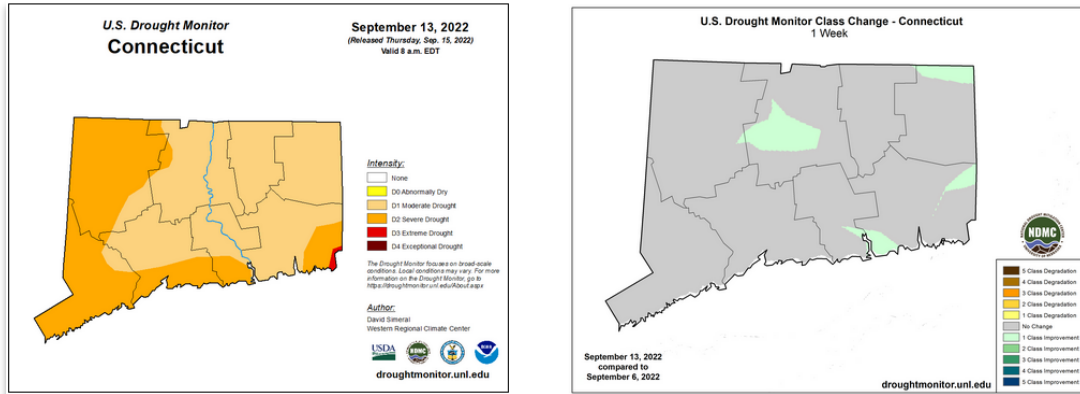 U.S. Drought Monitor
Connecticut
September 13, 2022
(Released Thursday, Sep. 15, 2022)
Valid 8 a.m. EDT
Intensity:
None
D0 Abnormally Dry
D1 Moderate Drought
D2 Severe Drought
D3 Extreme Drought
D4 Exceptional Drought
The Drought Monitor focuses on broad-scale
conditions. Local conditions may vary. For more
information on the Drought Monitor, go to
https://droughtmonitor.unl.edu/About.aspx
Author:
David Simeral
Western Regional Climate Center
USDA
NDMC
droughtmonitor.unl.edu
U.S. Drought Monitor Class Change - Connecticut
1 Week
NDMC
5 Class Degradation
4 Class Degradation
3 Class Degradation
2 Class Degradation
1 Class Degradation
No Change
1 Class Improvement
2 Class Improvement
3 Class Improvement
4 Class Improvement
5 Class Improvement
September 13, 2022
compared to
September 6, 2022
droughtmonitor.unl.edu